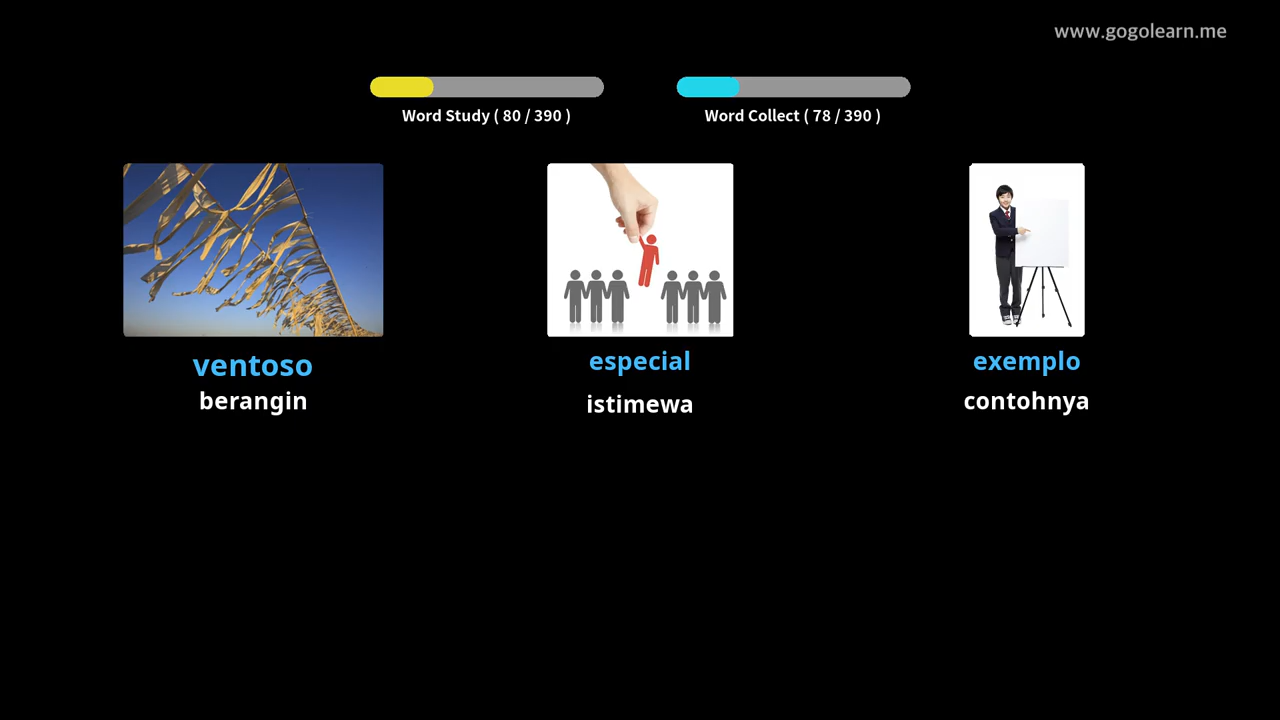 www.gogolearn.me
Word Study ( 80 / 390 )
Word Collect ( 78 / 390 )
ventoso
berangin
especial
istimewa
exemplo
contohnya